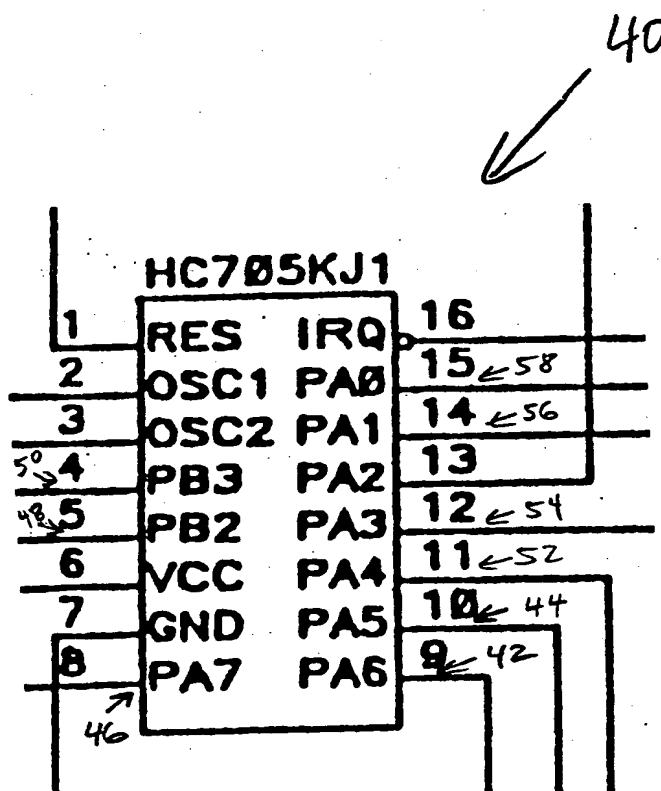 40
HC705KJ1
1 RES IRQ 16
2 OSC1 PA0 15 58
3 OSC2 PA1 14 56
50 4 PB3 PA2 13
48 5 PB2 PA3 12 54
6 VCC PA4 11 52
7 GND PA5 10 44
8 PA7 PA6 9 42
46